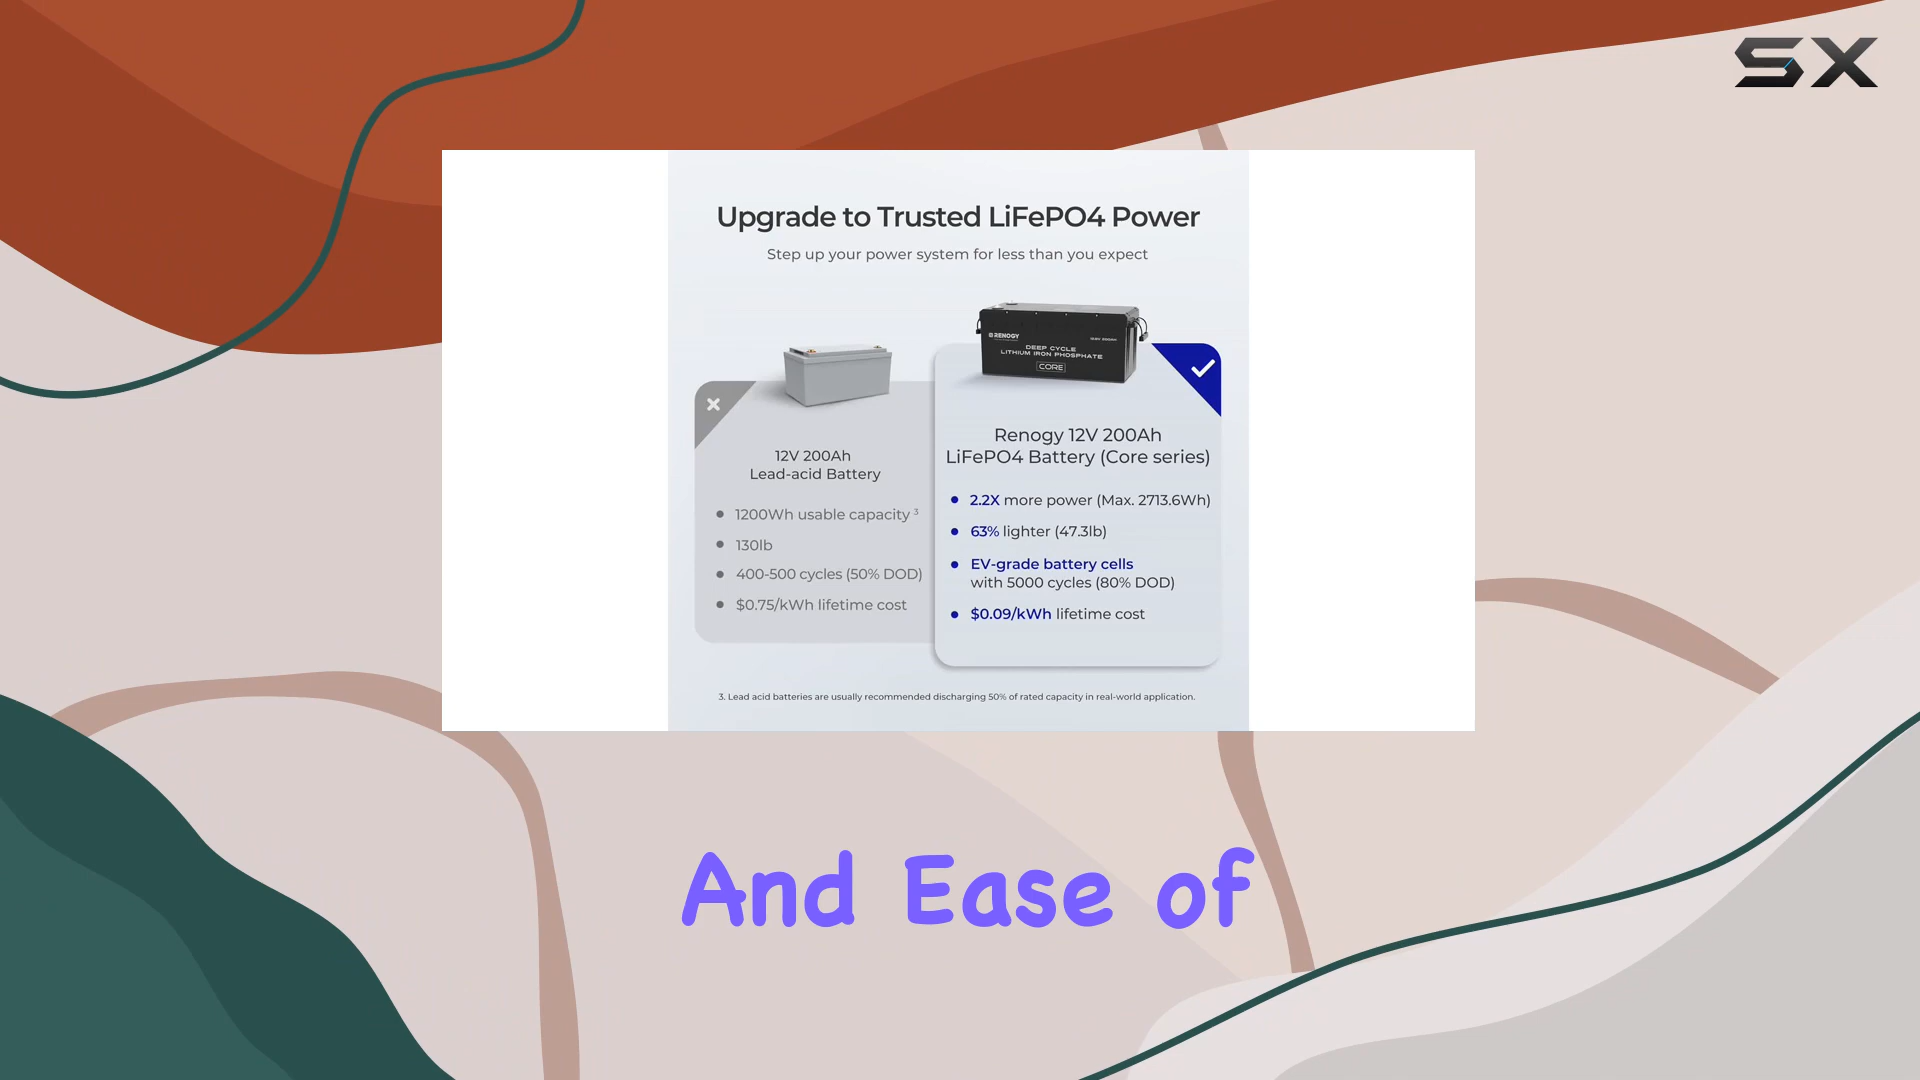 SX
Upgrade to Trusted LiFePO4 Power
Step up your power system for less than you expect
RENOGY
DEEP CYCLE
LITHIUM IRON PHOSPHATE
CORE
12V 200Ah
Lead-acid Battery
1200Wh usable capacity 3
130lb
400-500 cycles (50% DOD)
$0.75/kWh lifetime cost
Renogy 12V 200Ah
LiFePO4 Battery (Core series)
2.2X more power (Max. 2713.6Wh)
63% lighter (47.3lb)
EV-grade battery cells
with 5000 cycles (80% DOD)
$0.09/kWh lifetime cost
3. Lead acid batteries are usually recommended discharging 50% of rated capacity in real-world application.
And Ease of